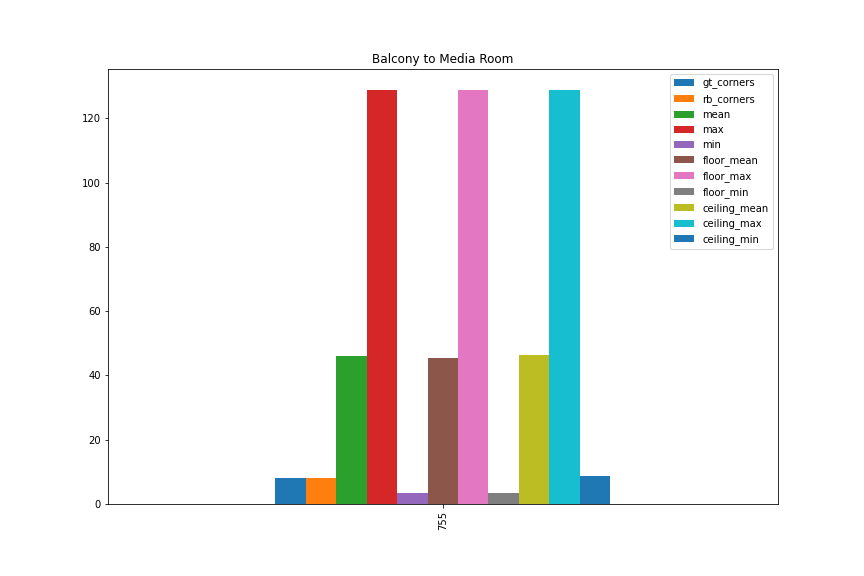 Balcony to Media Room
gt_corners
rb_corners
mean
max
min
floor_mean
floor_max
floor_min
ceiling_mean
ceiling_max
ceiling_min
120
100
80
60
40
20
0
755